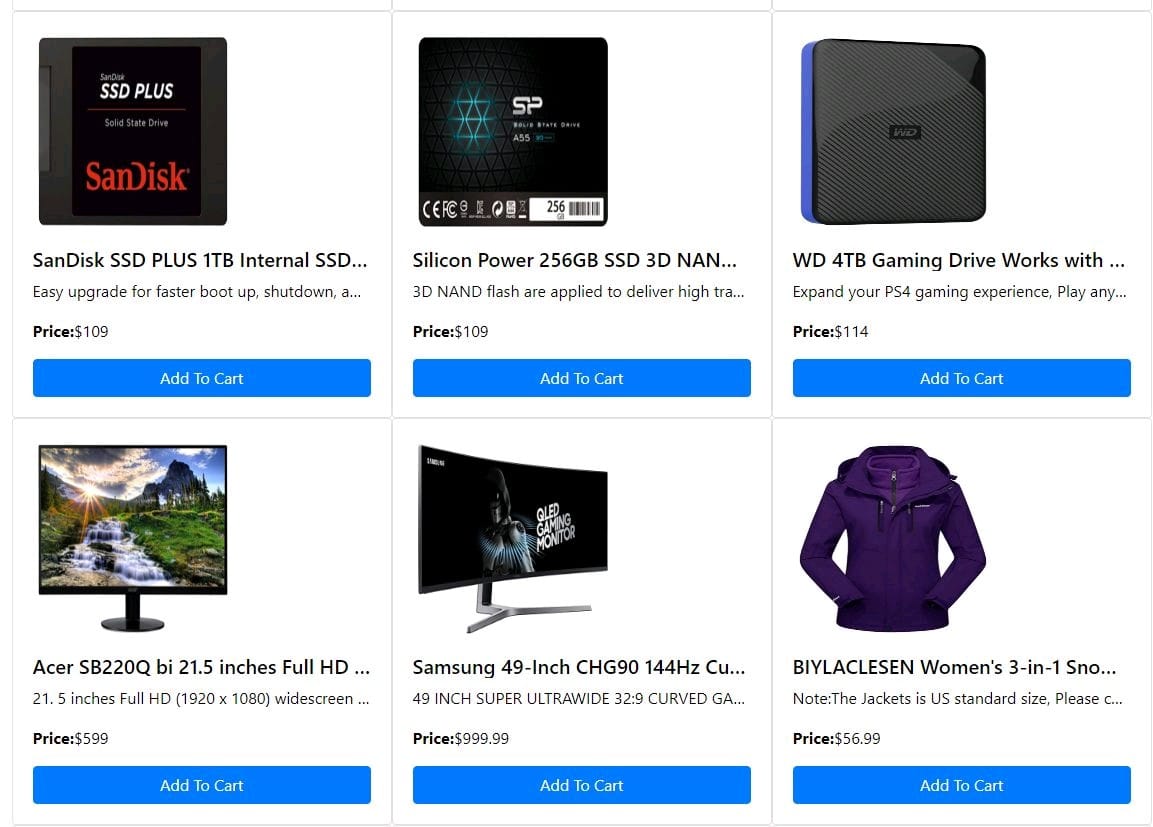 SanDisk
SSD PLUS
Solid State Drive
SanDisk
SP
SOLID STATE DRIVE
A55
256
GB
WD
SanDisk SSD PLUS 1TB Internal SSD...
Easy upgrade for faster boot up, shutdown, a...
Price:$109
Add To Cart
Silicon Power 256GB SSD 3D NAN...
3D NAND flash are applied to deliver high tra...
Price:$109
Add To Cart
WD 4TB Gaming Drive Works with ...
Expand your PS4 gaming experience, Play any...
Price:$114
Add To Cart
SAMSUNG
QLED
GAMING
MONITOR
Acer SB220Q bi 21.5 inches Full HD ...
21. 5 inches Full HD (1920 x 1080) widescreen ...
Price:$599
Add To Cart
Samsung 49-Inch CHG90 144Hz Cu...
49 INCH SUPER ULTRAWIDE 32:9 CURVED GA...
Price:$999.99
Add To Cart
BIYLACLESEN Women's 3-in-1 Sno...
Note:The Jackets is US standard size, Please c...
Price:$56.99
Add To Cart